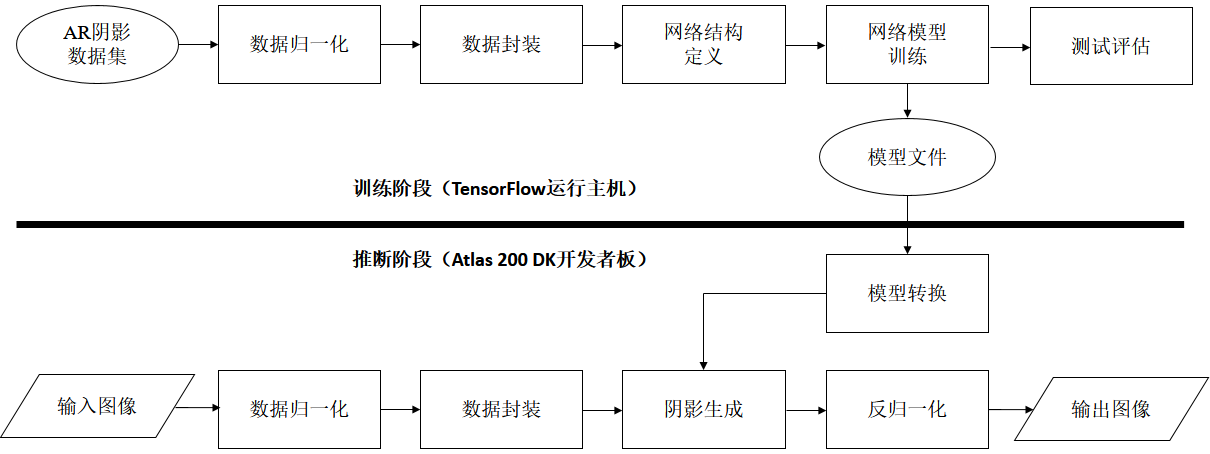 AR阴影
数据集
数据归一化
数据封装
网络结构
定义
网络模型
训练
测试评估
模型文件
训练阶段（TensorFlow运行主机）
推断阶段（Atlas 200 DK开发者板）
模型转换
输入图像
数据归一化
数据封装
阴影生成
反归一化
输出图像